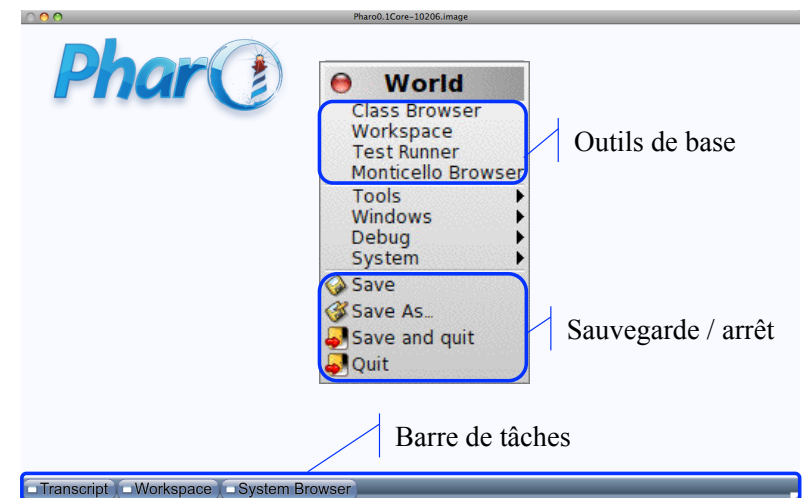 Pharo0.1Core-10206.image
Pharo
World
Class Browser
Workspace
Test Runner
Monticello Browser
Outils de base
Tools
Windows
Debug
System
Save
Save As...
Save and quit
Quit
Sauvegarde / arrêt
Barre de tâches
Transcript Workspace System Browser